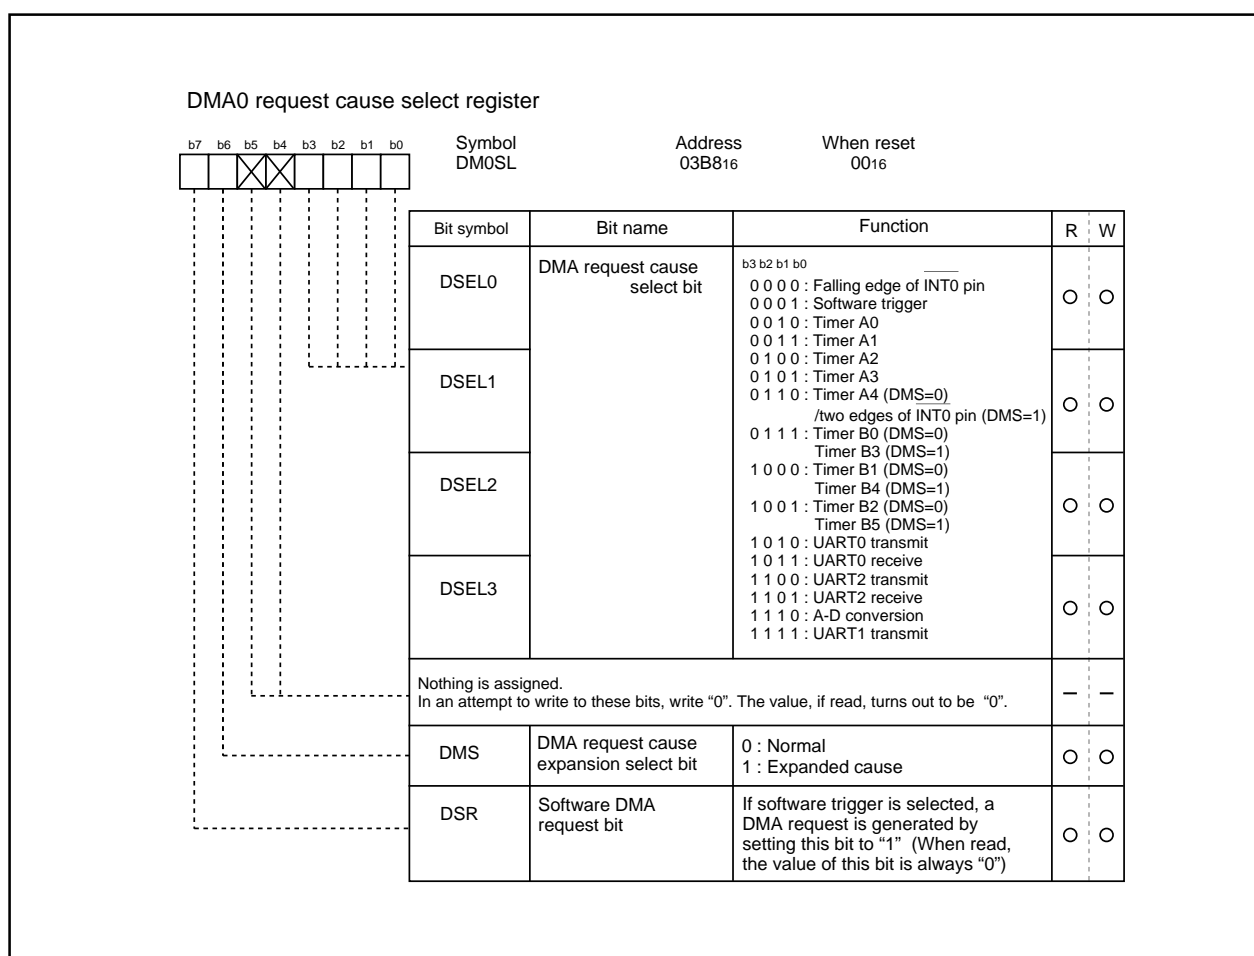 DMA0 request cause select register
b7 b6 b5 b4 b3 b2 b1 b0
Symbol Address When reset
DM0SL 03B816 0016
Bit symbol Bit name Function R W
DSEL0 DMA request cause select bit
b3 b2 b1 b0
0 0 0 0 : Falling edge of INT0 pin
0 0 0 1 : Software trigger
0 0 1 0 : Timer A0
0 0 1 1 : Timer A1
DSEL1
0 1 0 0 : Timer A2
0 1 0 1 : Timer A3
0 1 1 0 : Timer A4 (DMS=0)
/two edges of INT0 pin (DMS=1)
0 1 1 1 : Timer B0 (DMS=0)
Timer B3 (DMS=1)
DSEL2
1 0 0 0 : Timer B1 (DMS=0)
Timer B4 (DMS=1)
1 0 0 1 : Timer B2 (DMS=0)
Timer B5 (DMS=1)
1 0 1 0 : UART0 transmit
1 0 1 1 : UART0 receive
DSEL3
1 1 0 0 : UART2 transmit
1 1 0 1 : UART2 receive
1 1 1 0 : A-D conversion
1 1 1 1 : UART1 transmit
Nothing is assigned.
In an attempt to write to these bits, write “0”. The value, if read, turns out to be “0”.
DMS
DMA request cause
expansion select bit
0 : Normal
1 : Expanded cause
DSR
Software DMA
request bit
If software trigger is selected, a
DMA request is generated by
setting this bit to “1” (When read,
the value of this bit is always “0”)